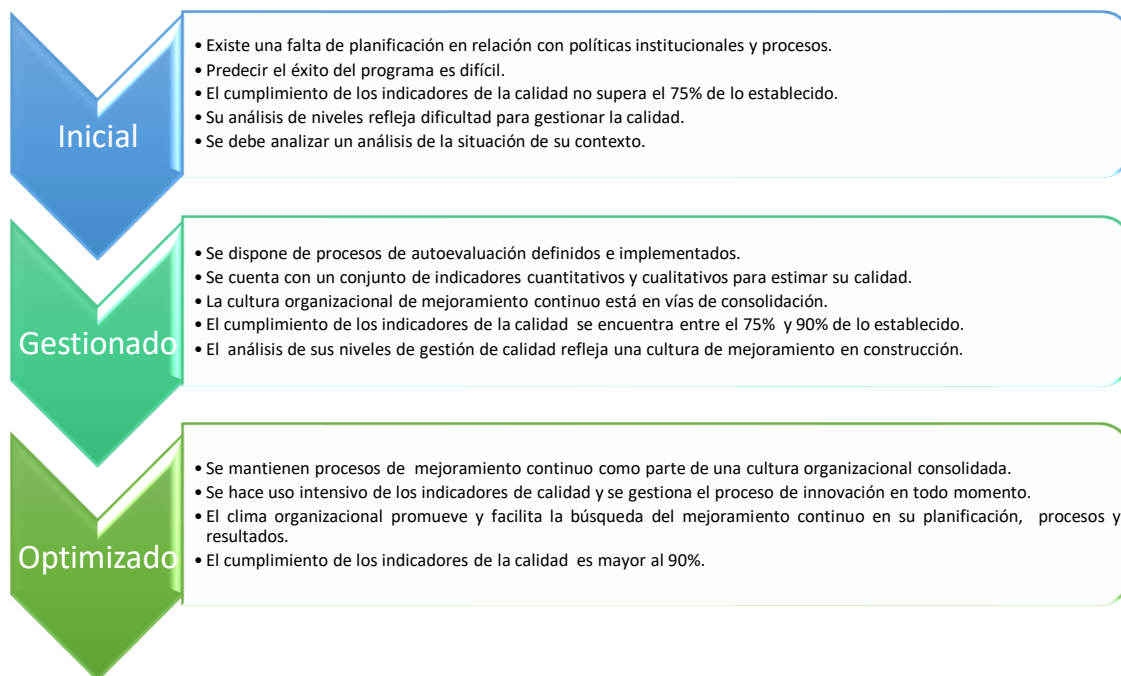 Inicial
• Existe una falta de planificación en relación con políticas institucionales y procesos.
• Predecir el éxito del programa es difícil.
• El cumplimiento de los indicadores de la calidad no supera el 75% de lo establecido.
• Su análisis de niveles refleja dificultad para gestionar la calidad.
• Se debe analizar un análisis de la situación de su contexto.
Gestionado
• Se dispone de procesos de autoevaluación definidos e implementados.
• Se cuenta con un conjunto de indicadores cuantitativos y cualitativos para estimar su calidad.
• La cultura organizacional de mejoramiento continuo está en vías de consolidación.
• El cumplimiento de los indicadores de la calidad se encuentra entre el 75% y 90% de lo establecido.
• El análisis de sus niveles de gestión de calidad refleja una cultura de mejoramiento en construcción.
Optimizado
• Se mantienen procesos de mejoramiento continuo como parte de una cultura organizacional consolidada.
• Se hace uso intensivo de los indicadores de calidad y se gestiona el proceso de innovación en todo momento.
• El clima organizacional promueve y facilita la búsqueda del mejoramiento continuo en su planificación, procesos y
resultados.
• El cumplimiento de los indicadores de la calidad es mayor al 90%.